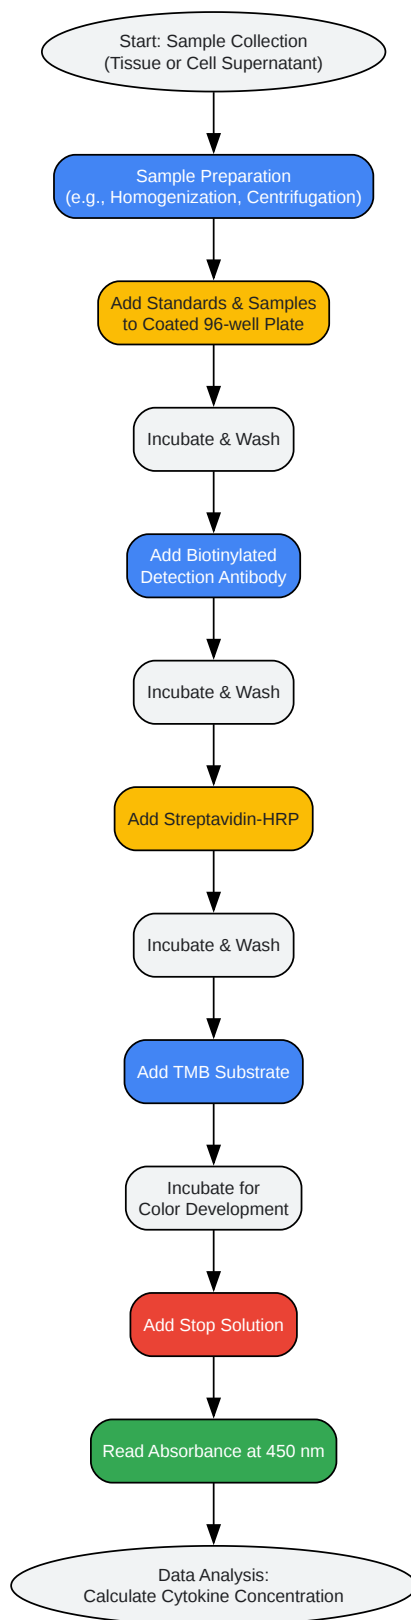 Start: Sample Collection
(Tissue or Cell Supernatant)
Sample Preparation
(e.g., Homogenization, Centrifugation)
Add Standards & Samples
to Coated 96-well Plate
Incubate & Wash
Add Biotinylated
Detection Antibody
Incubate & Wash
Add Streptavidin-HRP
Incubate & Wash
Add TMB Substrate
Incubate for
Color Development
Add Stop Solution
Read Absorbance at 450 nm
Data Analysis:
Calculate Cytokine Concentration